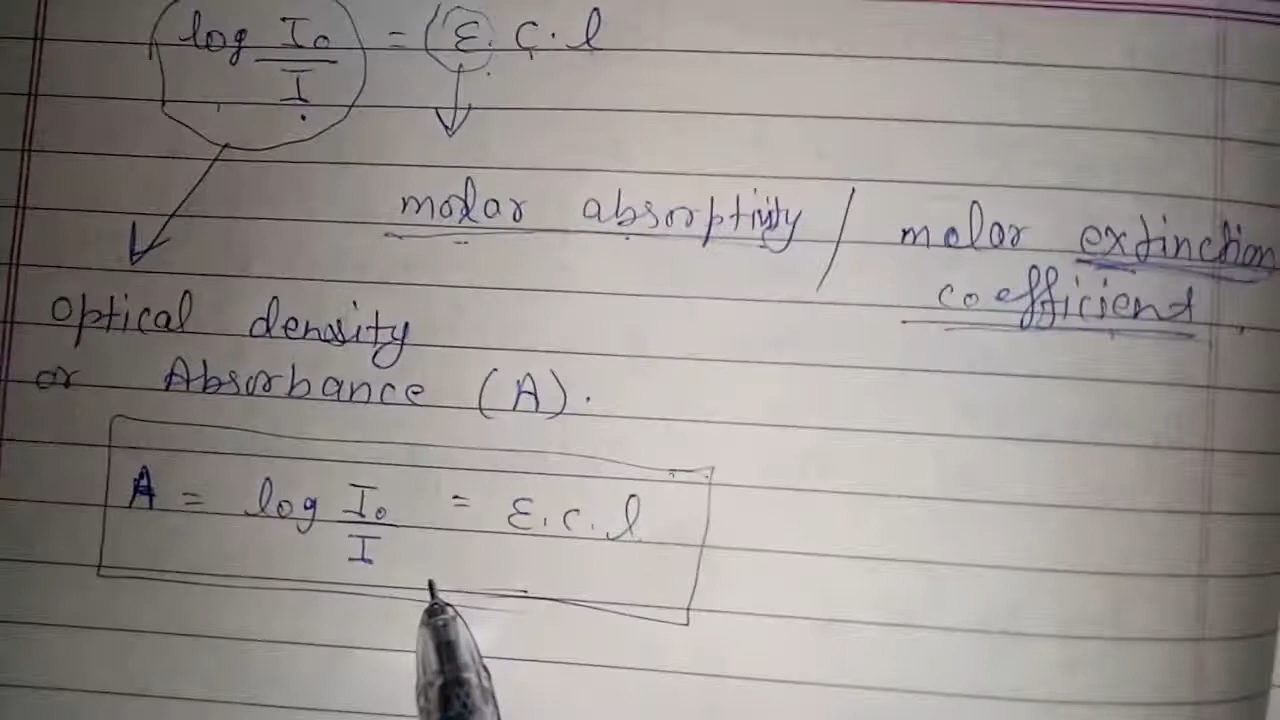 log I₀/I = (ε. c. l
molar absorptivity / molar extinction coefficient
optical density
or Absorbance (A).
A = log I₀/I = ε. c. l